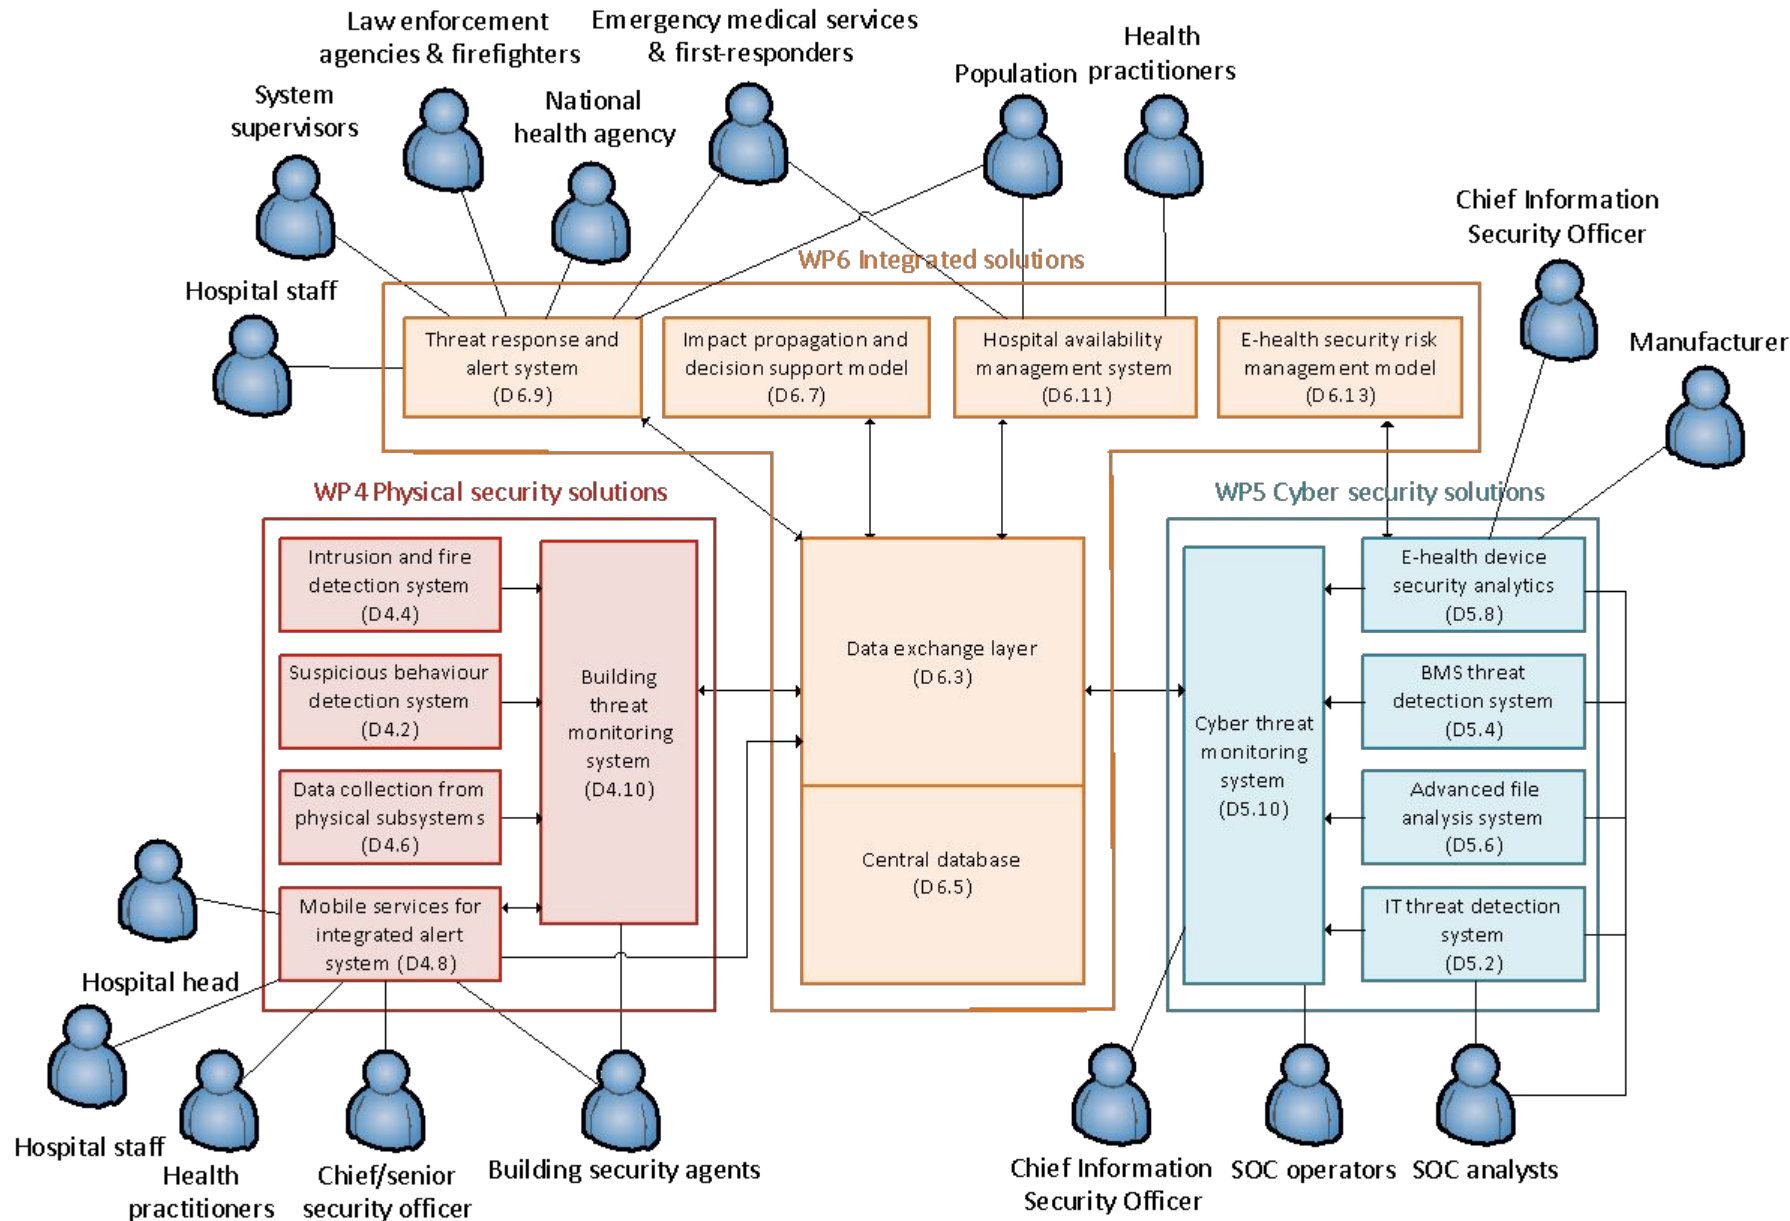 Law enforcement
agencies & firefighters
Emergency medical services
& first-responders
Health
practitioners
Population
System
supervisors
National
health agency
Chief Information
Security Officer
Hospital staff
Manufacturer
WP6 Integrated solutions
Threat response and
alert system
(D6.9)
Impact propagation and
decision support model
(D6.7)
Hospital availability
management system
(D6.11)
E-health security risk
management model
(D6.13)
WP4 Physical security solutions
Intrusion and fire
detection system
(D4.4)
Suspicious behaviour
detection system
(D4.2)
Data collection from
physical subsystems
(D4.6)
Mobile services for
integrated alert
system (D4.8)
Building
threat
monitoring
system
(D4.10)
Data exchange layer
(D6.3)
Central database
(D6.5)
WP5 Cyber security solutions
Cyber threat
monitoring
system
(D5.10)
E-health device
security analytics
(D5.8)
BMS threat
detection system
(D5.4)
Advanced file
analysis system
(D5.6)
IT threat detection
system
(D5.2)
Hospital head
Hospital staff
Health
practitioners
Chief/senior
security officer
Building security agents
Chief Information
Security Officer
SOC operators
SOC analysts